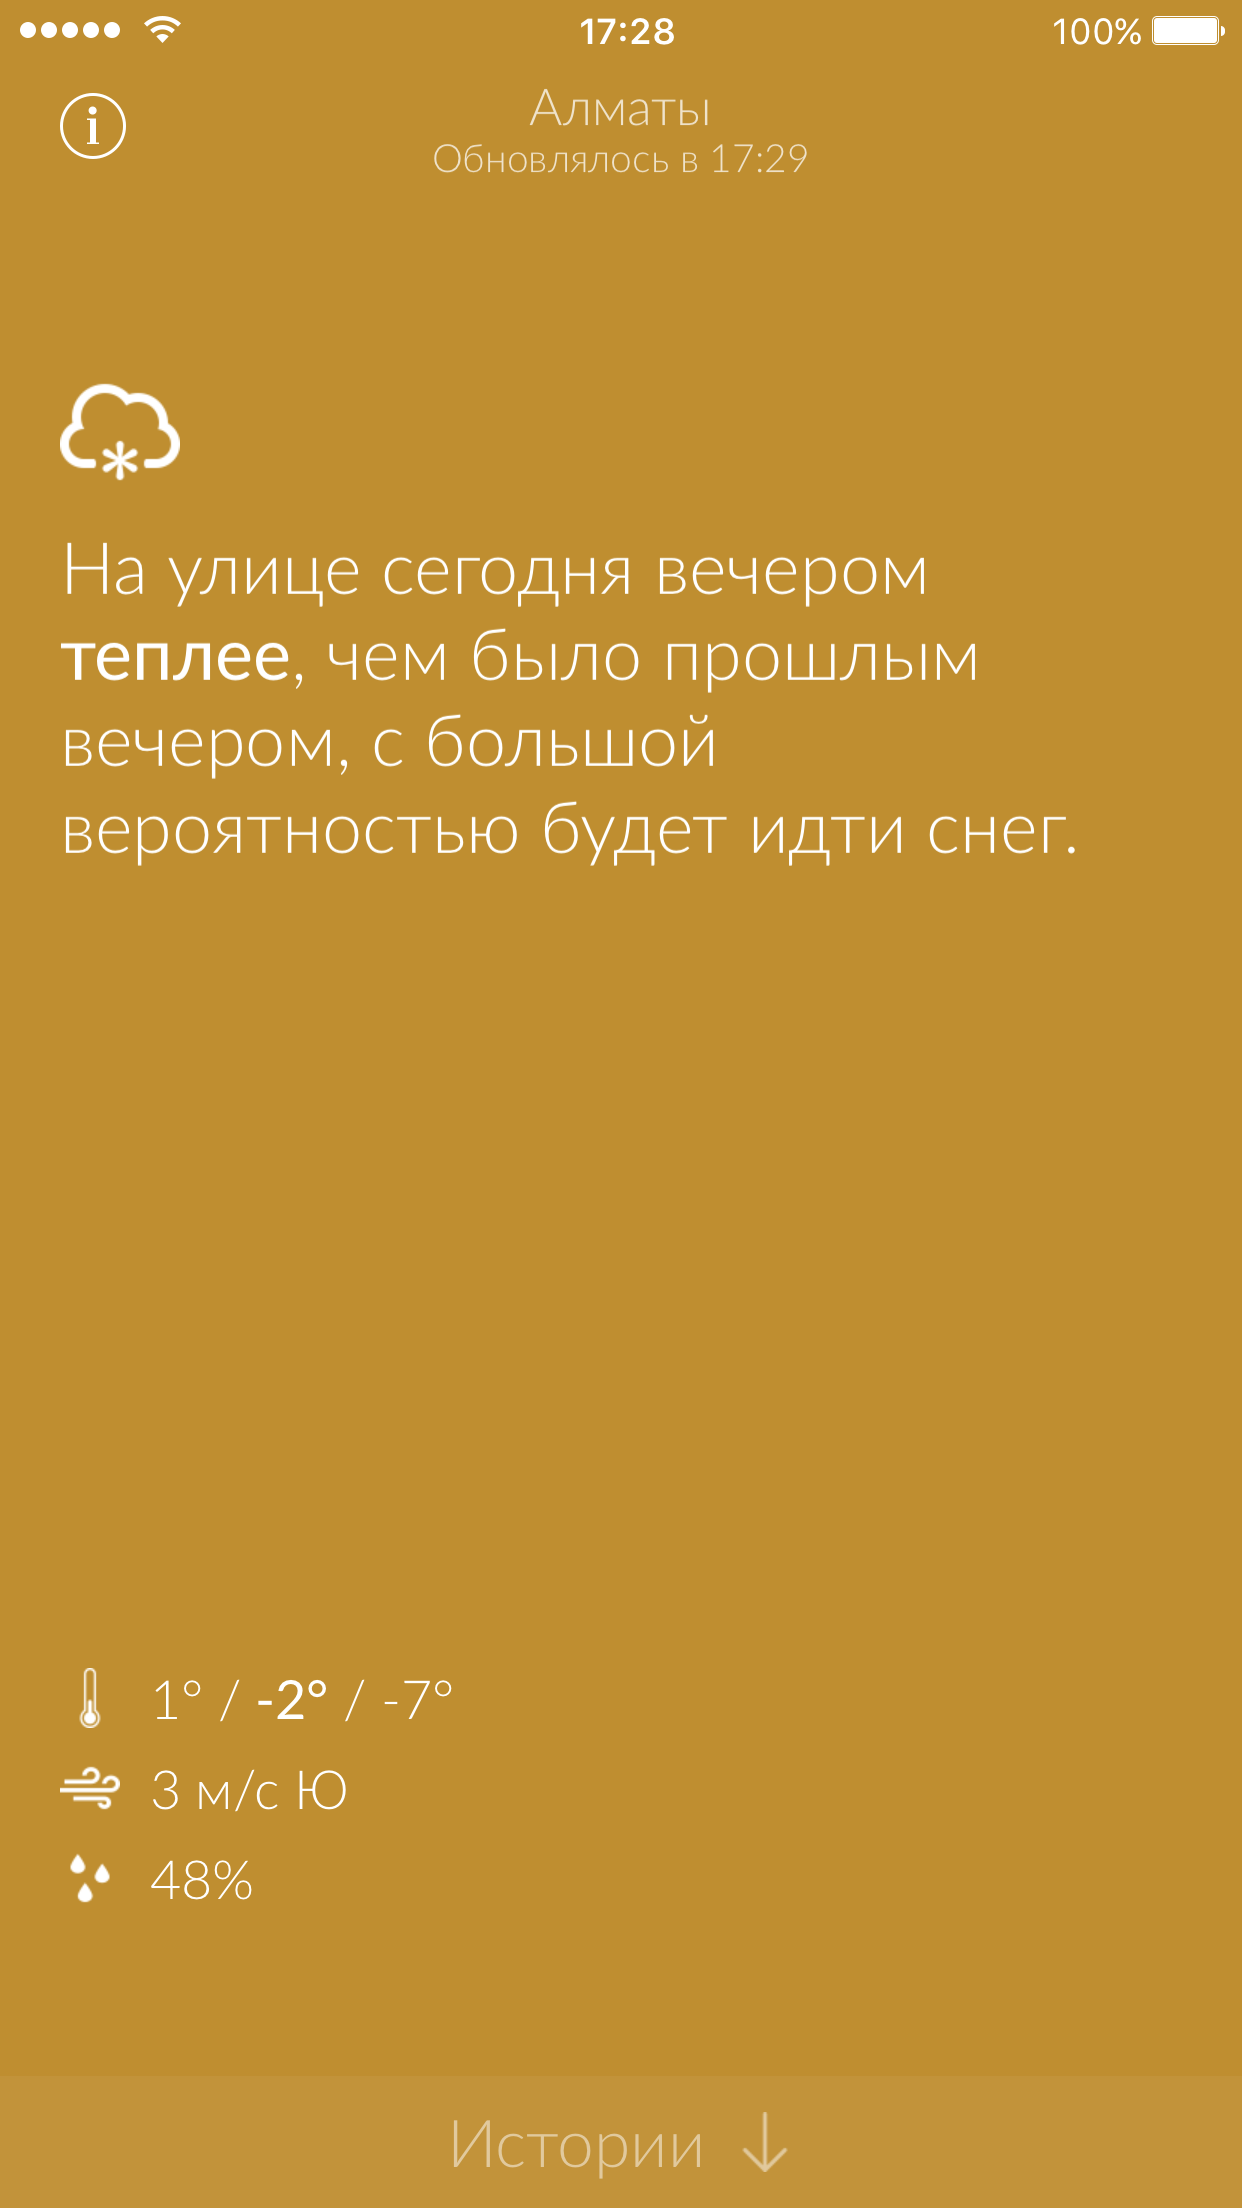 17:28
100%
i
Алматы
Обновлялось в 17:29
На улице сегодня вечером
теплее, чем было прошлым
вечером, с большой
вероятностью будет идти снег.
1° / -2° / -7°
3 м/с Ю
48%
Истории ↓